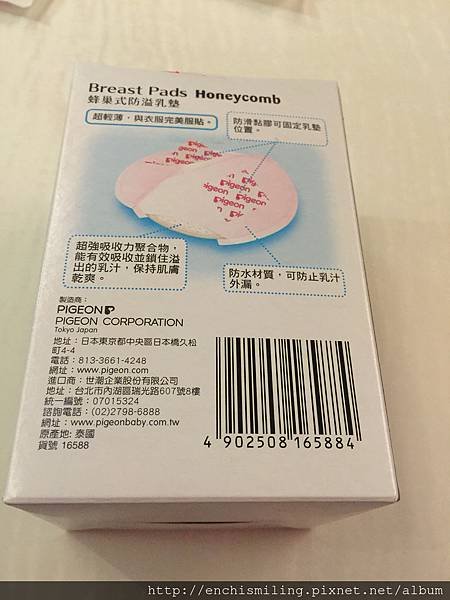 Breast Pads Honeycomb
蜂巢式防溢乳墊
超輕薄，與衣服完美服貼。
防滑黏膠可固定乳墊
位置。
Pigeon
Pigeon
Pigeon
Pigeon
超強吸收力聚合物，
能有效吸收並鎖住溢
出的乳汁，保持肌膚
乾爽。
防水材質，可防止乳汁
外漏。
製造商：
PIGEON
PIGEON CORPORATION
Tokyo Japan
地址：日本東京都中央區日本橋久松
町4-4
電話：813-3661-4248
網址：www.pigeon.com
進口商：世潮企業股份有限公司
地址：台北市內湖區瑞光路607號8樓
統一編號：07015324
諮詢電話：(02)2798-6888
網址：www.pigeonbaby.com.tw
原產地: 泰國
貨號 16588
4 902508 165884
http://enchismiling.pixnet.net/album